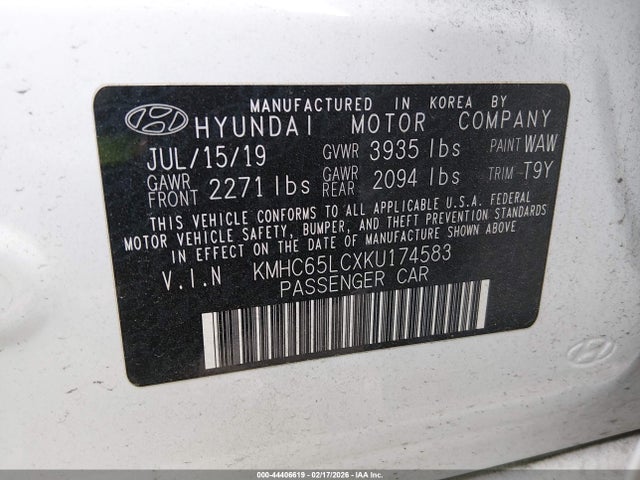 MANUFACTURED IN KOREA BY
HYUNDAI MOTOR COMPANY
JUL/15/19 GVWR 3935 lbs PAINT WAW
GAWR FRONT 2271 lbs GAWR REAR 2094 lbs TRIM T9Y
THIS VEHICLE CONFORMS TO ALL APPLICABLE U.S.A. FEDERAL
MOTOR VEHICLE SAFETY, BUMPER, AND THEFT PREVENTION STANDARDS
IN EFFECT ON THE DATE OF MANUFACTURE SHOWN ABOVE
V.I.N KMHC65LCXKU174583
PASSENGER CAR
000-44406619 - 02/17/2026 - IAA Inc.